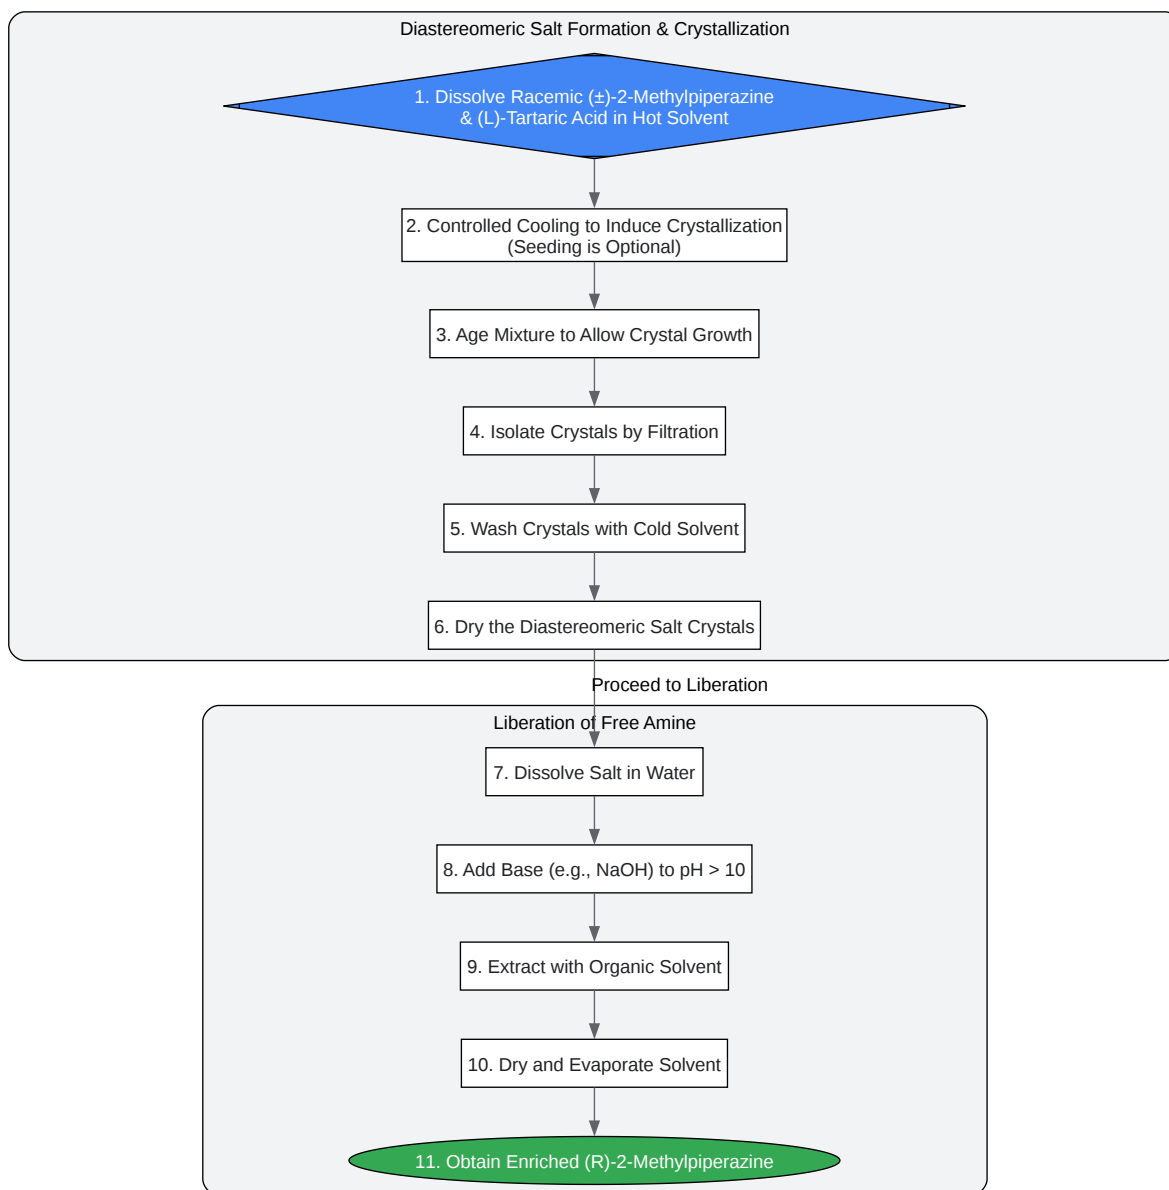 Diastereomeric Salt Formation & Crystallization
1. Dissolve Racemic (±)-2-Methylpiperazine
& (L)-Tartaric Acid in Hot Solvent
2. Controlled Cooling to Induce Crystallization
(Seeding is Optional)
3. Age Mixture to Allow Crystal Growth
4. Isolate Crystals by Filtration
5. Wash Crystals with Cold Solvent
6. Dry the Diastereomeric Salt Crystals
Proceed to Liberation
Liberation of Free Amine
7. Dissolve Salt in Water
8. Add Base (e.g., NaOH) to pH > 10
9. Extract with Organic Solvent
10. Dry and Evaporate Solvent
11. Obtain Enriched (R)-2-Methylpiperazine